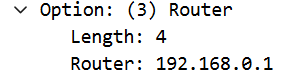 Option: (3) Router
Length: 4
Router: 192.168.0.1